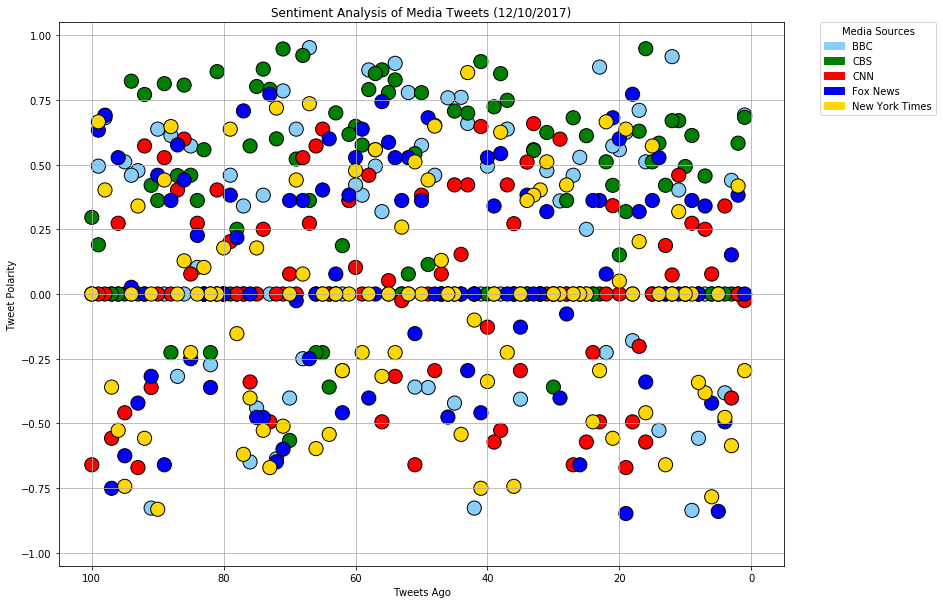 Sentiment Analysis of Media Tweets (12/10/2017)
Media Sources
BBC
CBS
CNN
Fox News
New York Times
Tweet Polarity
1.00
0.75
0.50
0.25
0.00
−0.25
−0.50
−0.75
−1.00
100
80
60
40
20
0
Tweets Ago